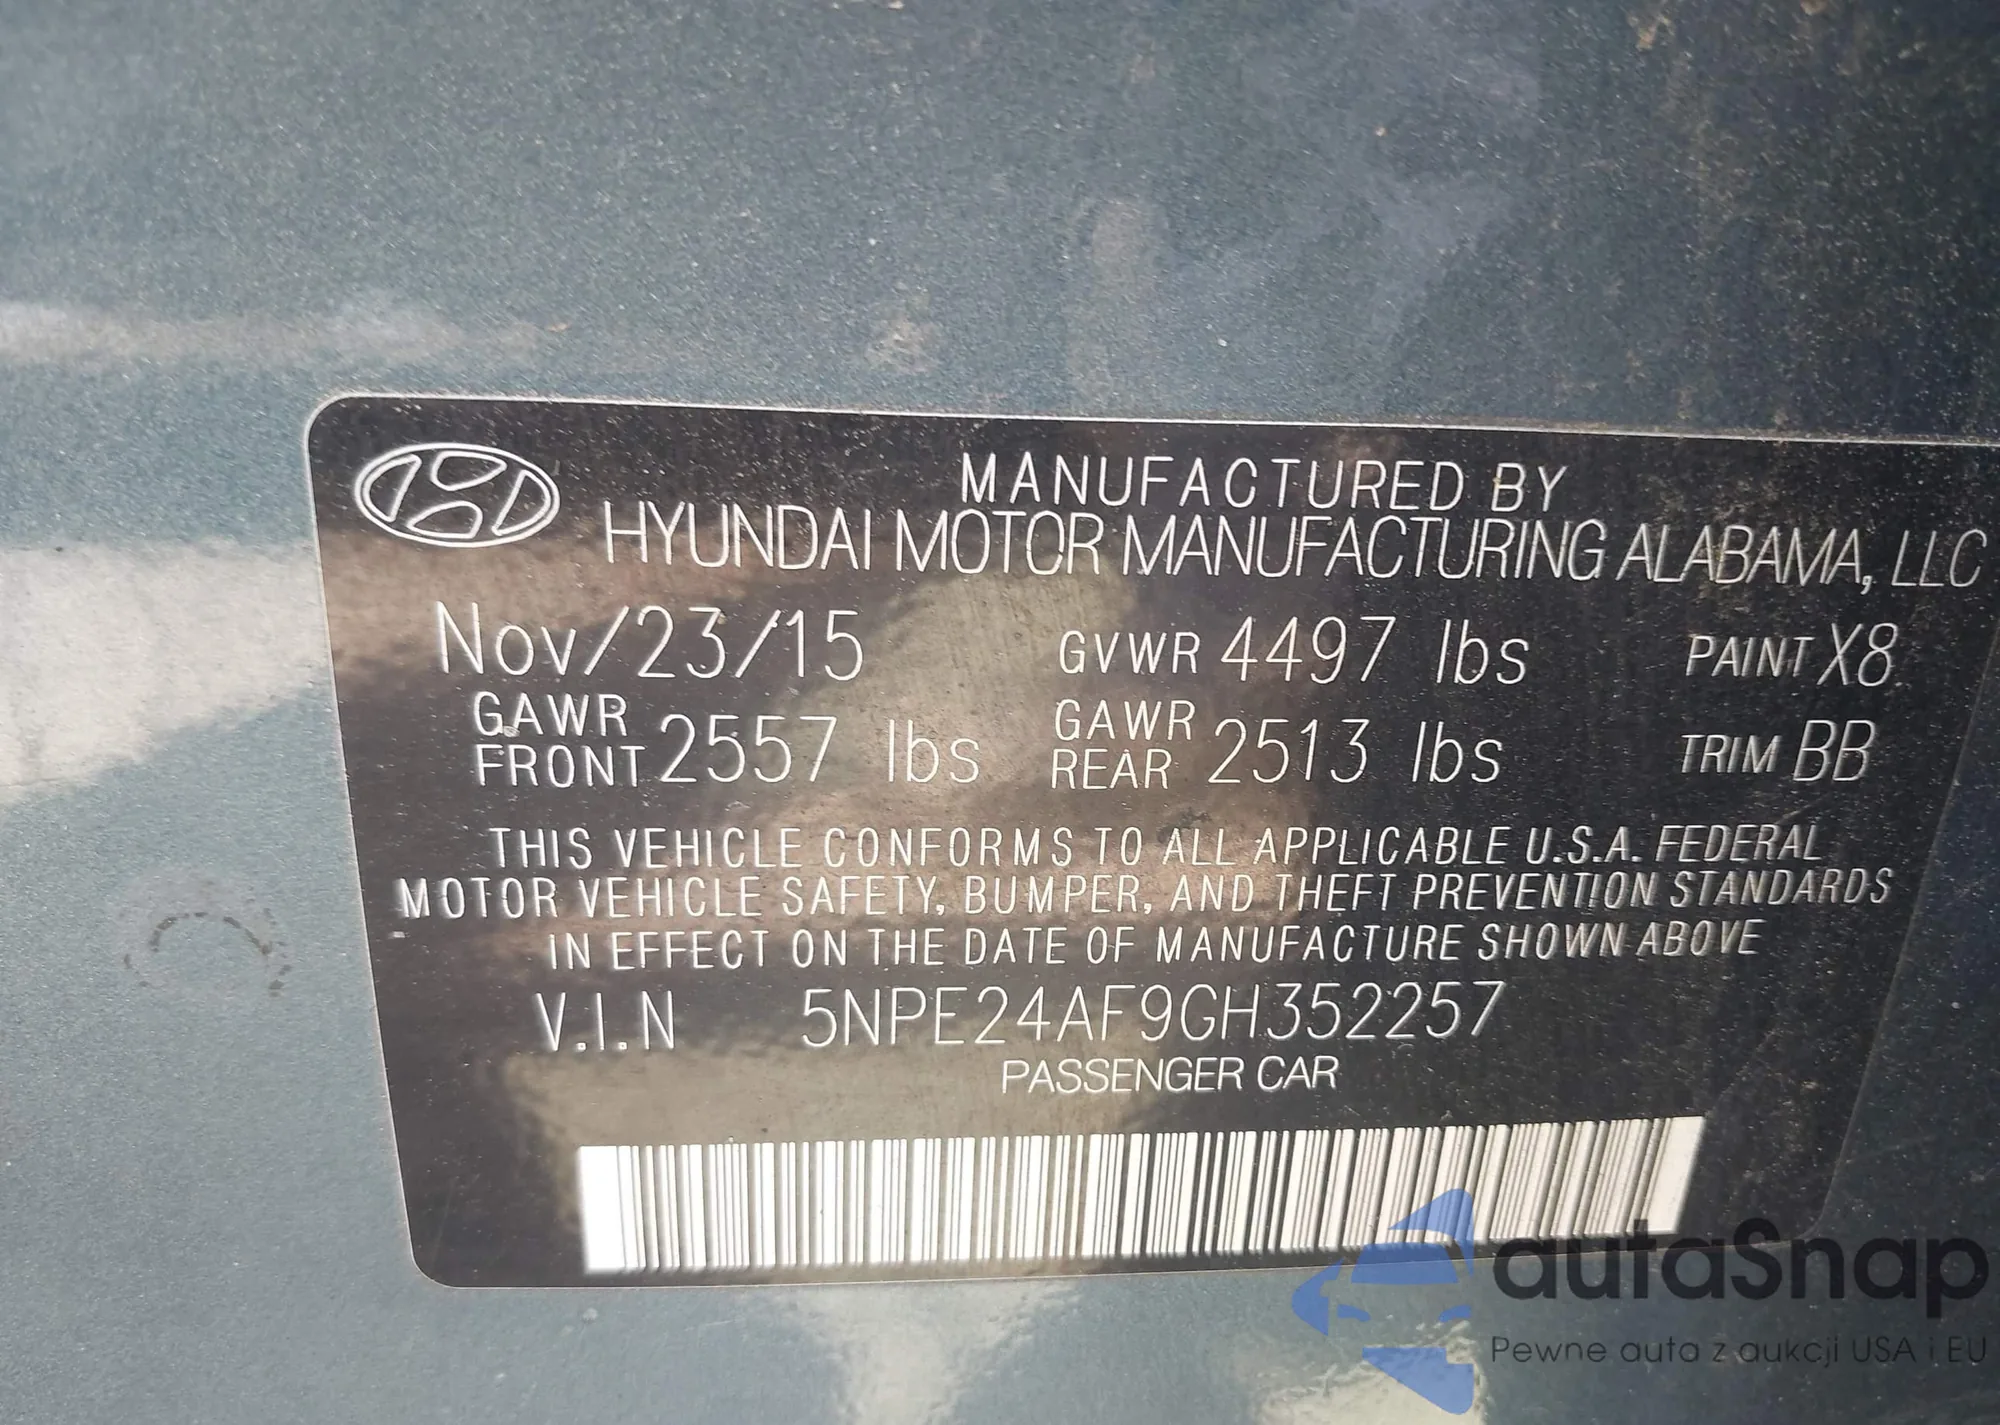 MANUFACTURED BY
HYUNDAI MOTOR MANUFACTURING ALABAMA, LLC
Nov/23/15 GVWR 4497 lbs PAINT X8
GAWR FRONT 2557 lbs GAWR REAR 2513 lbs TRIM BB
THIS VEHICLE CONFORMS TO ALL APPLICABLE U.S.A. FEDERAL
MOTOR VEHICLE SAFETY, BUMPER, AND THEFT PREVENTION STANDARDS
IN EFFECT ON THE DATE OF MANUFACTURE SHOWN ABOVE
V.I.N 5NPE24AF9GH352257
PASSENGER CAR
autaSnap
Pewne auta z aukcji USA i EU